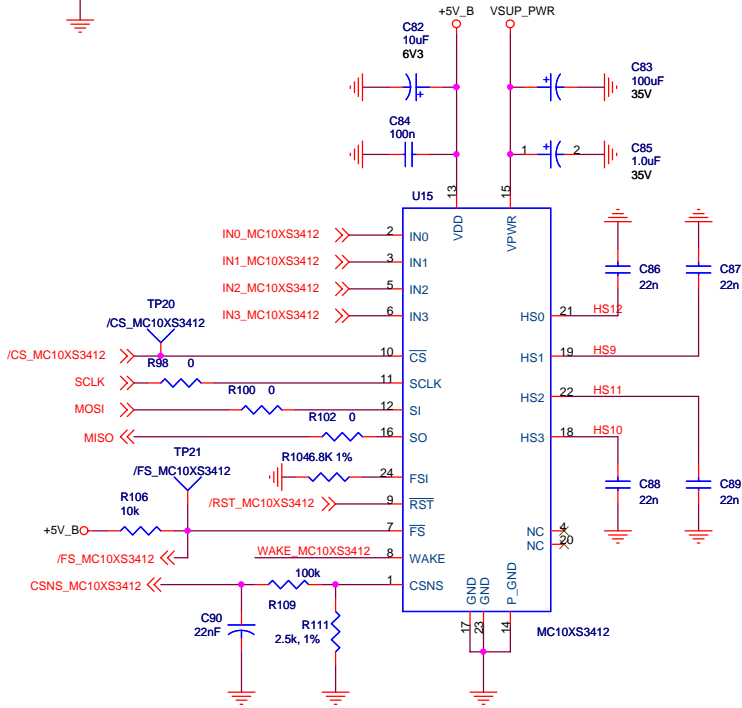 +5V_B
VSUP_PWR
C82
10uF
6V3
C83
100uF
35V
C84
100n
1
2
C85
1.0uF
35V
U15
13
15
VDD
VPWR
IN0_MC10XS3412
2
IN0
IN1_MC10XS3412
3
IN1
IN2_MC10XS3412
5
IN2
IN3_MC10XS3412
6
IN3
C86
22n
C87
22n
HS0
21
HS12
HS1
19
HS9
HS2
22
HS11
HS3
18
HS10
TP20
/CS_MC10XS3412
/CS_MC10XS3412
10
CS
R98
0
SCLK
11
SCLK
R100
0
MOSI
12
SI
R102
0
MISO
16
SO
TP21
/FS_MC10XS3412
R104
6.8K 1%
24
FSI
/RST_MC10XS3412
9
RST
C88
22n
C89
22n
R106
10k
+5V_B
7
FS
/FS_MC10XS3412
WAKE_MC10XS3412
8
WAKE
NC
4
NC
20
CSNS_MC10XS3412
100k
R109
1
CSNS
C90
22nF
R111
2.5k, 1%
GND
GND
P_GND
17
23
14
MC10XS3412